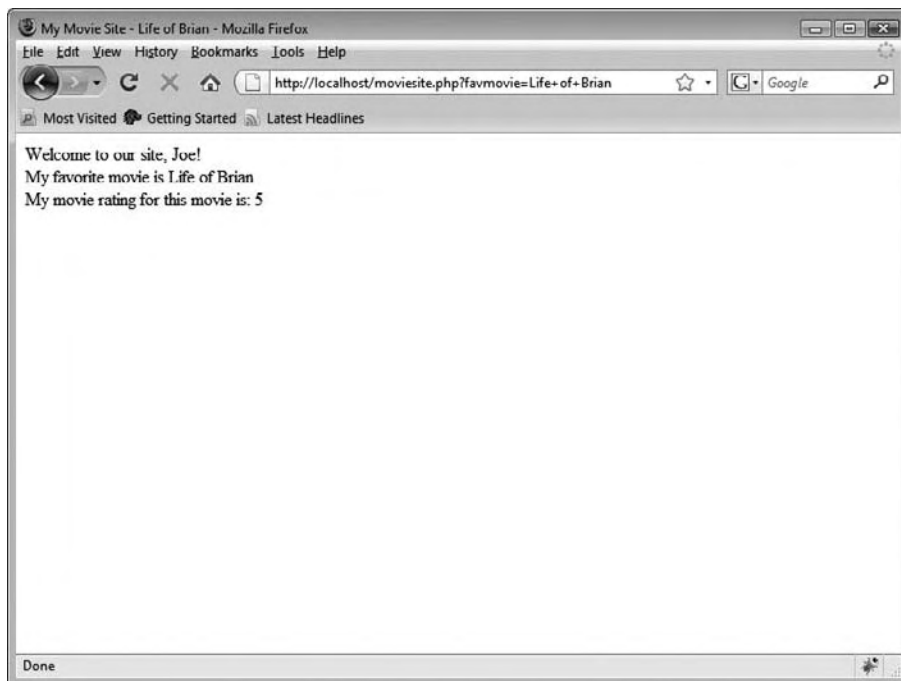 My Movie Site - Life of Brian - Mozilla Firefox
File Edit View History Bookmarks Tools Help
http://localhost/moviesite.php?favmovie=Life+of+Brian
G Google
Most Visited Getting Started Latest Headlines
Welcome to our site, Joe!
My favorite movie is Life of Brian
My movie rating for this movie is: 5
Done